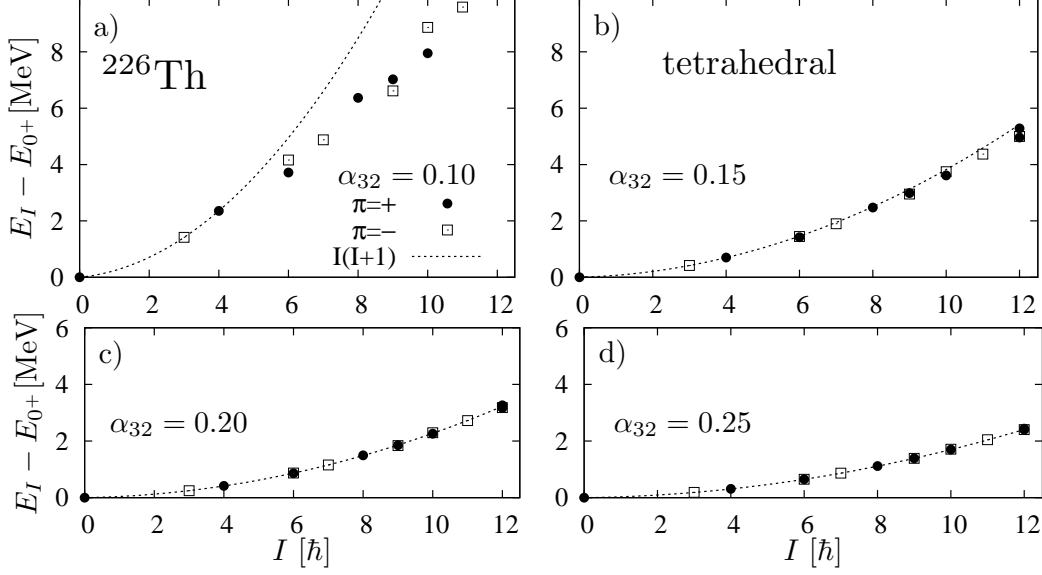 a)
²²⁶Th
α₃₂ = 0.10
π=+
π=−
I(I+1)
E_I − E₀₊ [MeV]
8
6
4
2
0
0 2 4 6 8 10 12
b)
tetrahedral
α₃₂ = 0.15
8
6
4
2
0
0 2 4 6 8 10 12
c)
α₃₂ = 0.20
E_I − E₀₊ [MeV]
6
4
2
0
0 2 4 6 8 10 12
I [ħ]
d)
α₃₂ = 0.25
6
4
2
0
0 2 4 6 8 10 12
I [ħ]